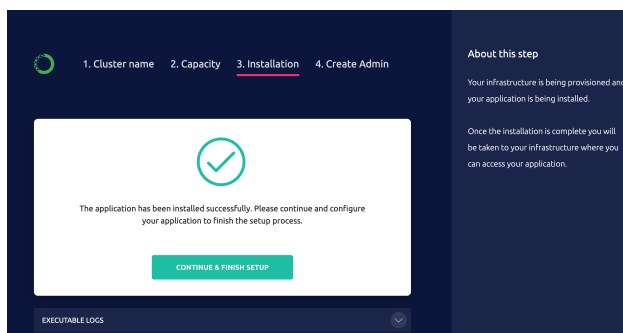 1. Cluster name 2. Capacity 3. Installation 4. Create Admin
The application has been installed successfully. Please continue and configure
your application to finish the setup process.
CONTINUE & FINISH SETUP
EXECUTABLE LOGS
About this step
Your infrastructure is being provisioned and
your application is being installed.
Once the installation is complete you will
be taken to your infrastructure where you
can access your application.